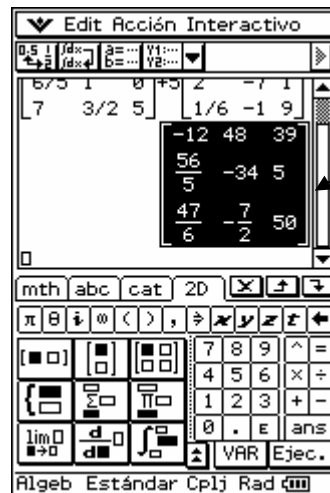 Edit Acción Interactivo
6/5 1 0 +5 2 -7 1
7 3/2 5 1/6 -1 9
-12 48 39
56/5 -34 5
47/6 -7/2 50
mth abc cat 2D
π θ i ∞ ( ) , ⇒ x y z t ←
7 8 9 ^ =
4 5 6 × ÷
1 2 3 + -
0 . E ans
lim Σ Π d/d ∫
VAR Ejec.
Algeb Estándar Cplj Rad